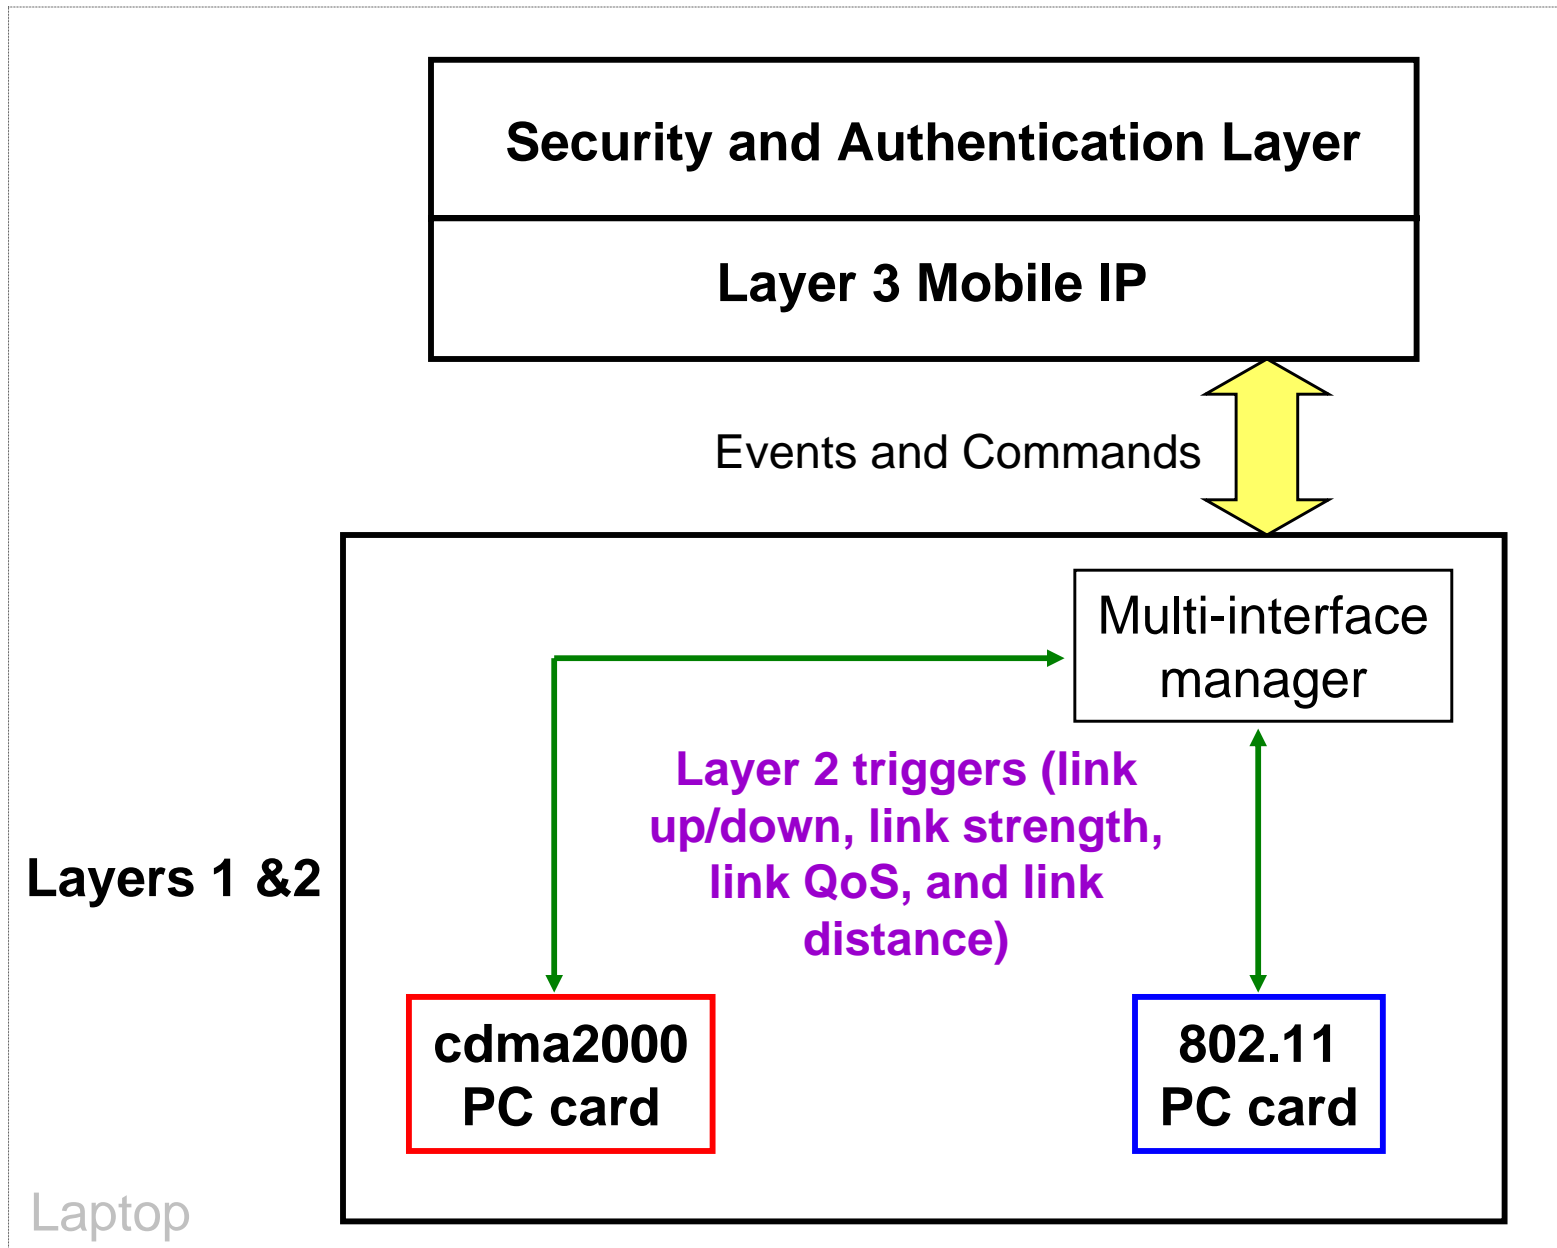 Security and Authentication Layer
Layer 3 Mobile IP
Events and Commands
Multi-interface
manager
Layer 2 triggers (link
up/down, link strength,
link QoS, and link
distance)
Layers 1 &2
cdma2000
PC card
802.11
PC card
Laptop